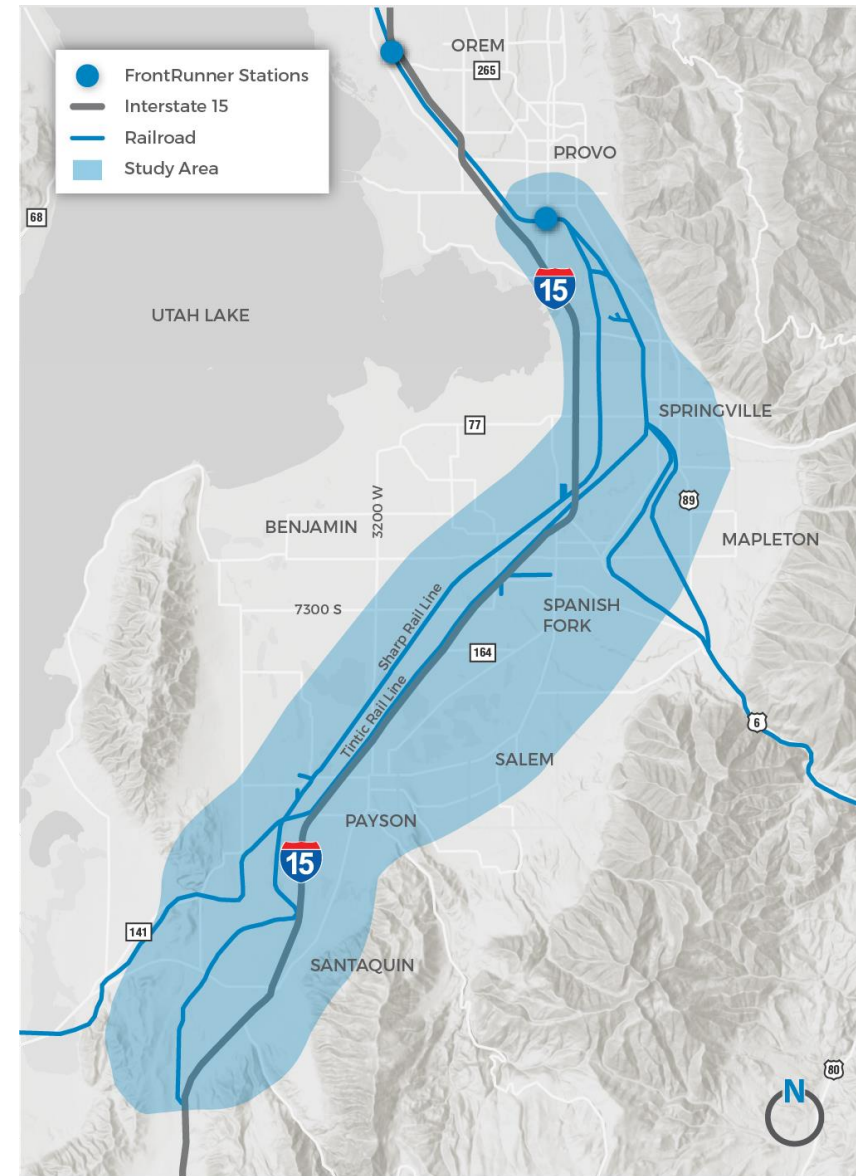 FrontRunner Stations
Interstate 15
Railroad
Study Area
OREM
265
PROVO
68
15
UTAH LAKE
SPRINGVILLE
77
3200 W
89
BENJAMIN
MAPLETON
7300 S
SPANISH
FORK
Sharp Rail Line
164
Tintic Rail Line
6
SALEM
PAYSON
15
141
SANTAQUIN
80
N